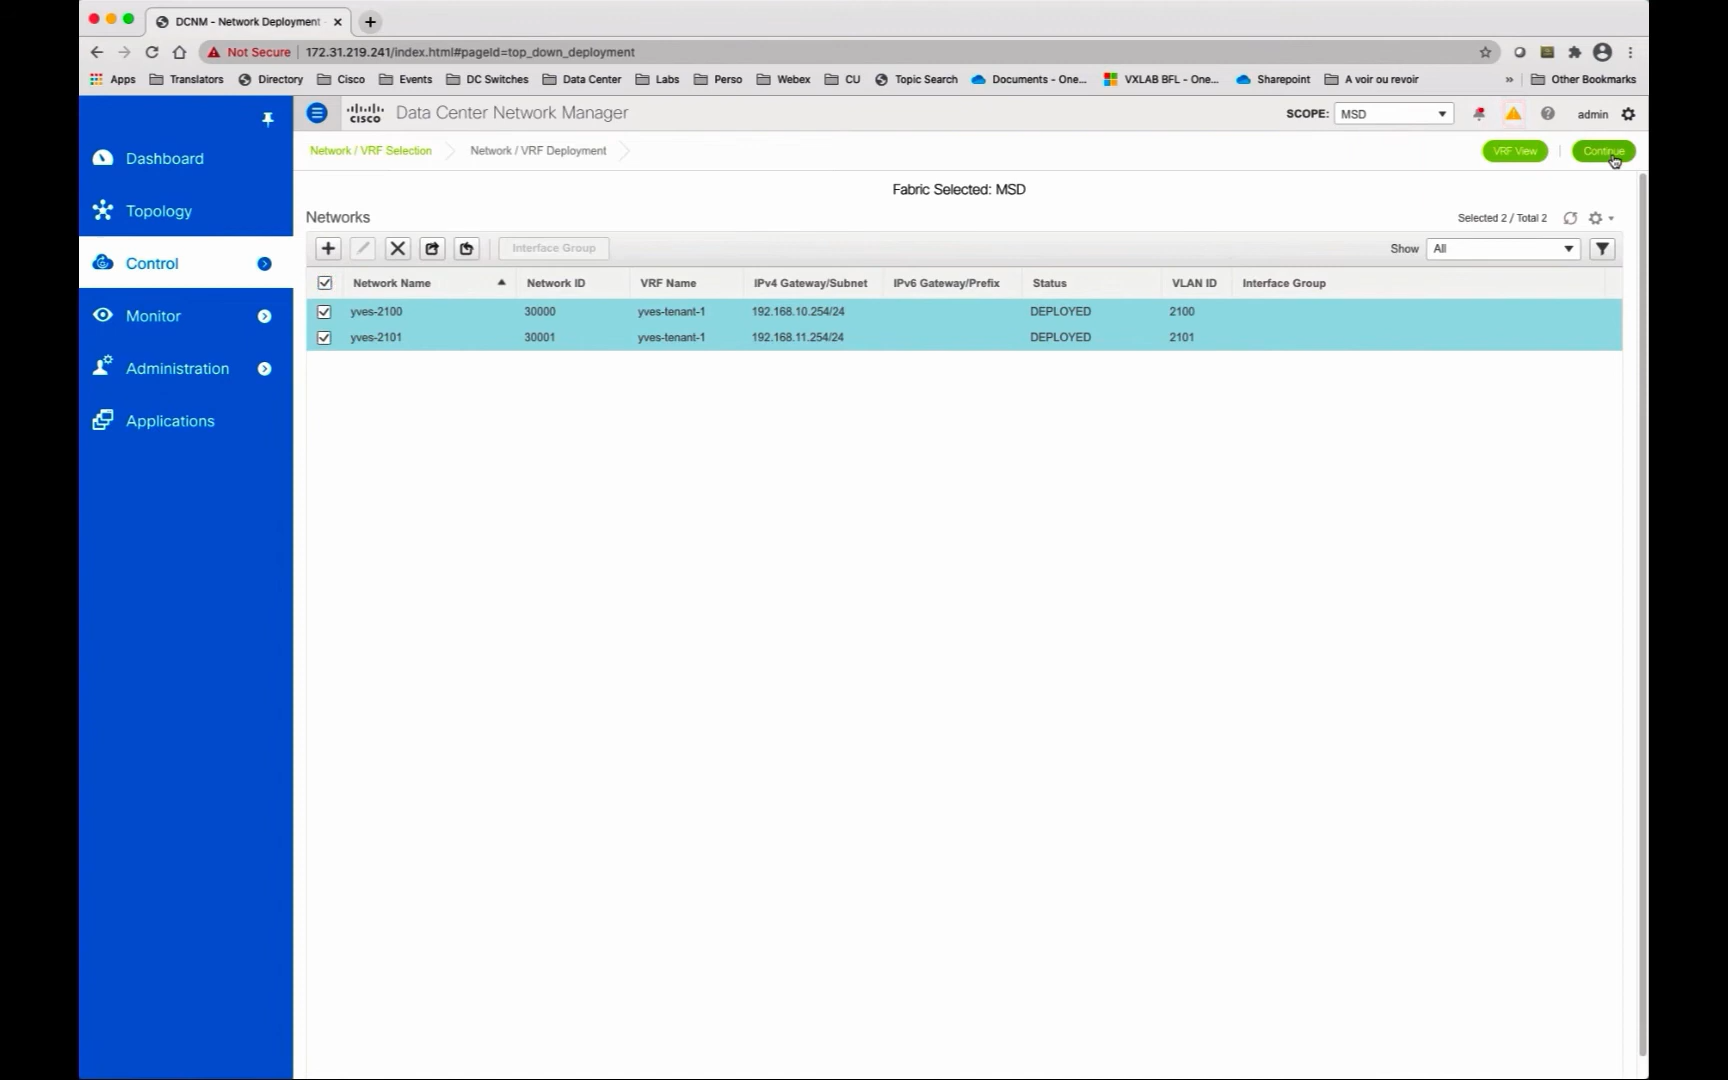 DCNM - Network Deployment
Not Secure 172.31.219.241/index.html#pageId=top_down_deployment
Apps Translators Directory Cisco Events DC Switches Data Center Labs Perso Webex CU Topic Search Documents - One... VXLAB BFL - One... Sharepoint A voir ou revoir » Other Bookmarks
cisco Data Center Network Manager SCOPE: MSD admin
Network / VRF Selection Network / VRF Deployment VRF View Continue
Dashboard
Topology
Control
Monitor
Administration
Applications
Fabric Selected: MSD
Networks Selected 2 / Total 2
Interface Group Show All
Network Name Network ID VRF Name IPv4 Gateway/Subnet IPv6 Gateway/Prefix Status VLAN ID Interface Group
yves-2100 30000 yves-tenant-1 192.168.10.254/24 DEPLOYED 2100
yves-2101 30001 yves-tenant-1 192.168.11.254/24 DEPLOYED 2101